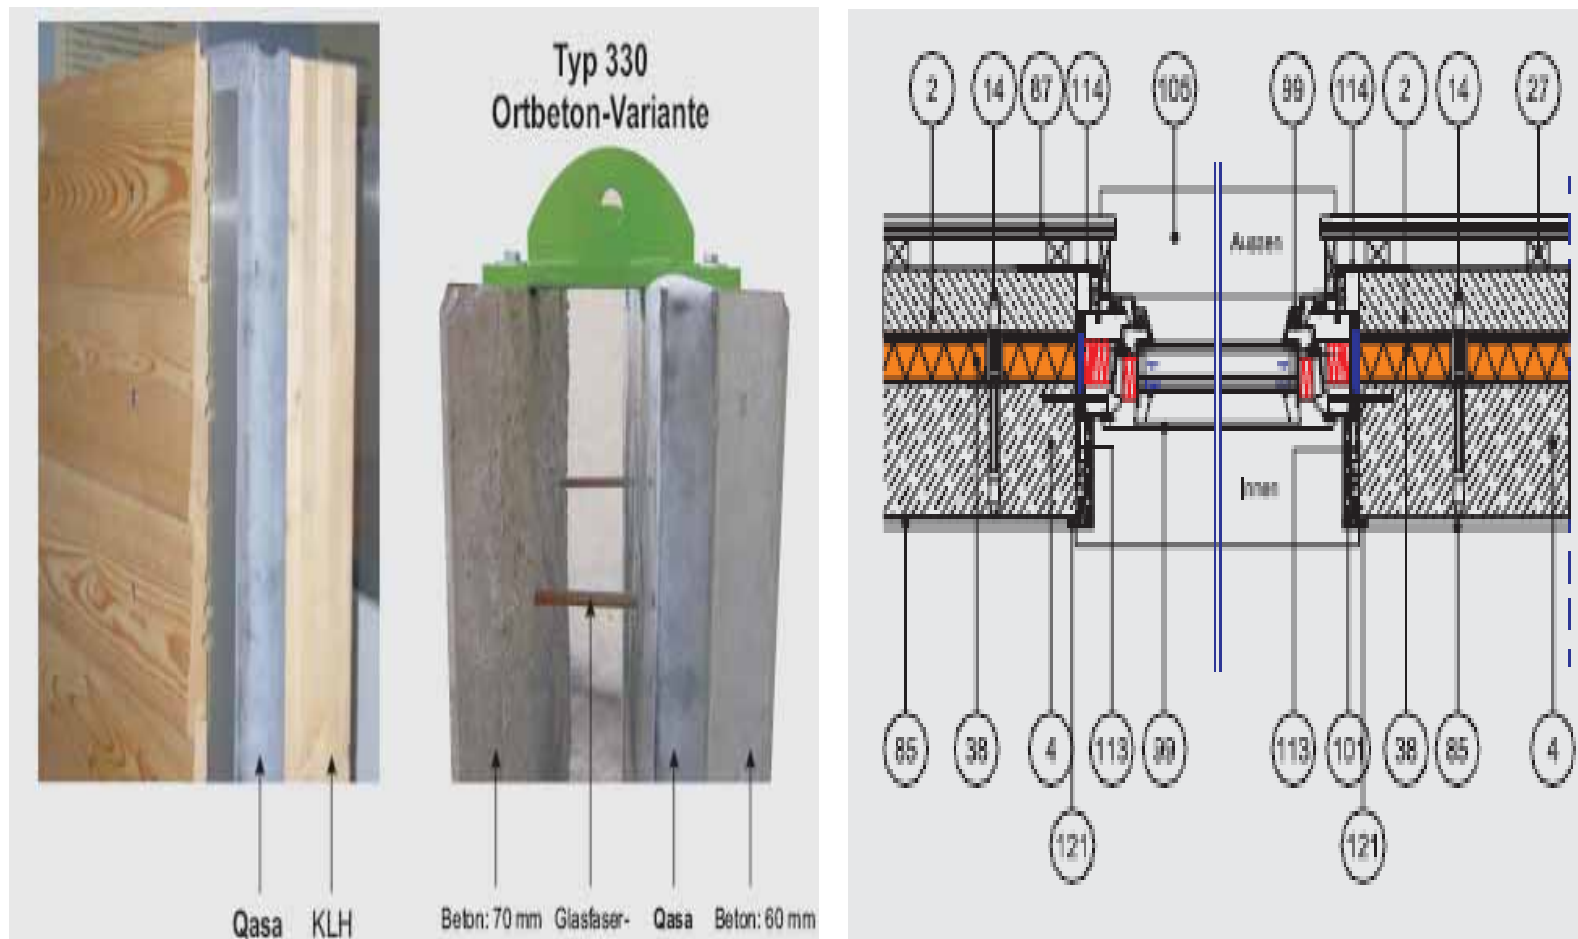 Typ 330
Ortbeton-Variante
Qasa KLH
Beton: 70 mm Glasfaser- Qasa Beton: 60 mm
2 14 87 114 105 99 114 2 14 27
Aussen
Innen
85 38 4 113 99 113 101 38 85 4
121 121